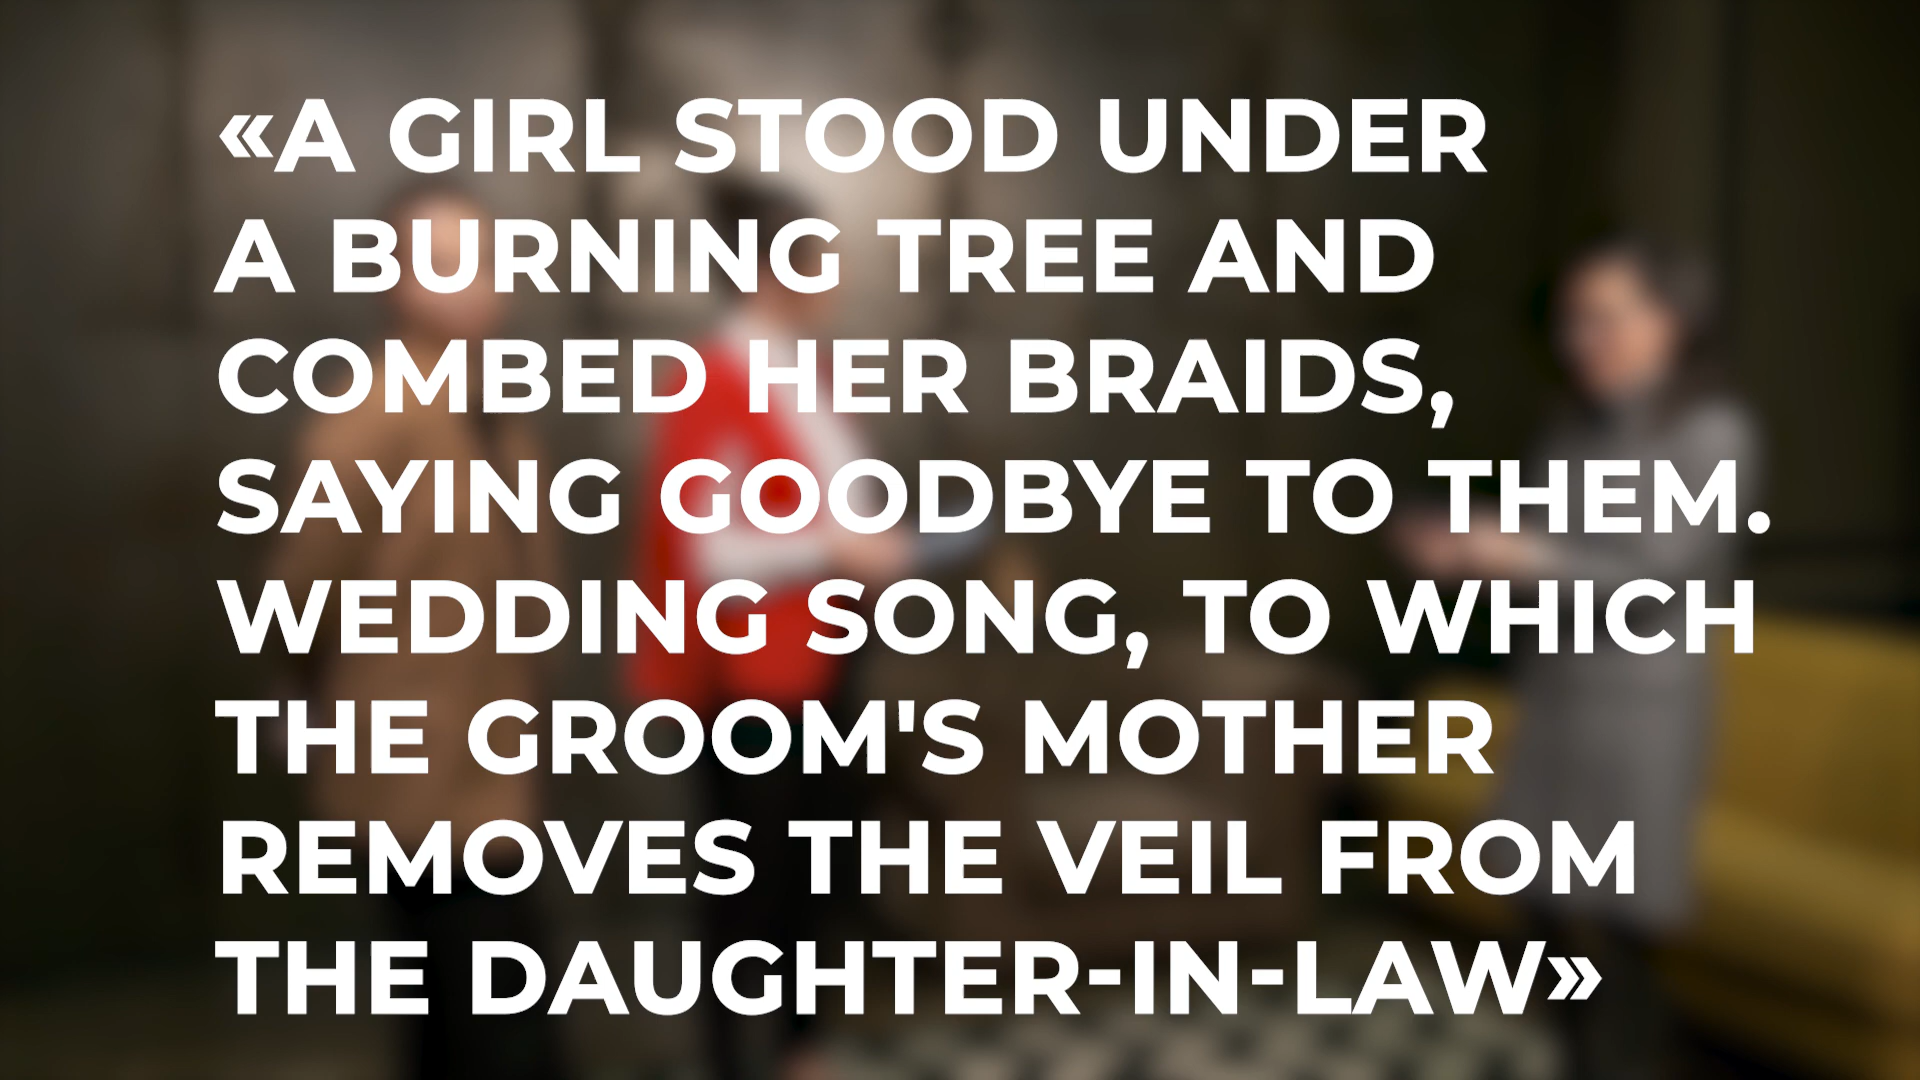 «A GIRL STOOD UNDER
A BURNING TREE AND
COMBED HER BRAIDS,
SAYING GOODBYE TO THEM.
WEDDING SONG, TO WHICH
THE GROOM'S MOTHER
REMOVES THE VEIL FROM
THE DAUGHTER-IN-LAW»